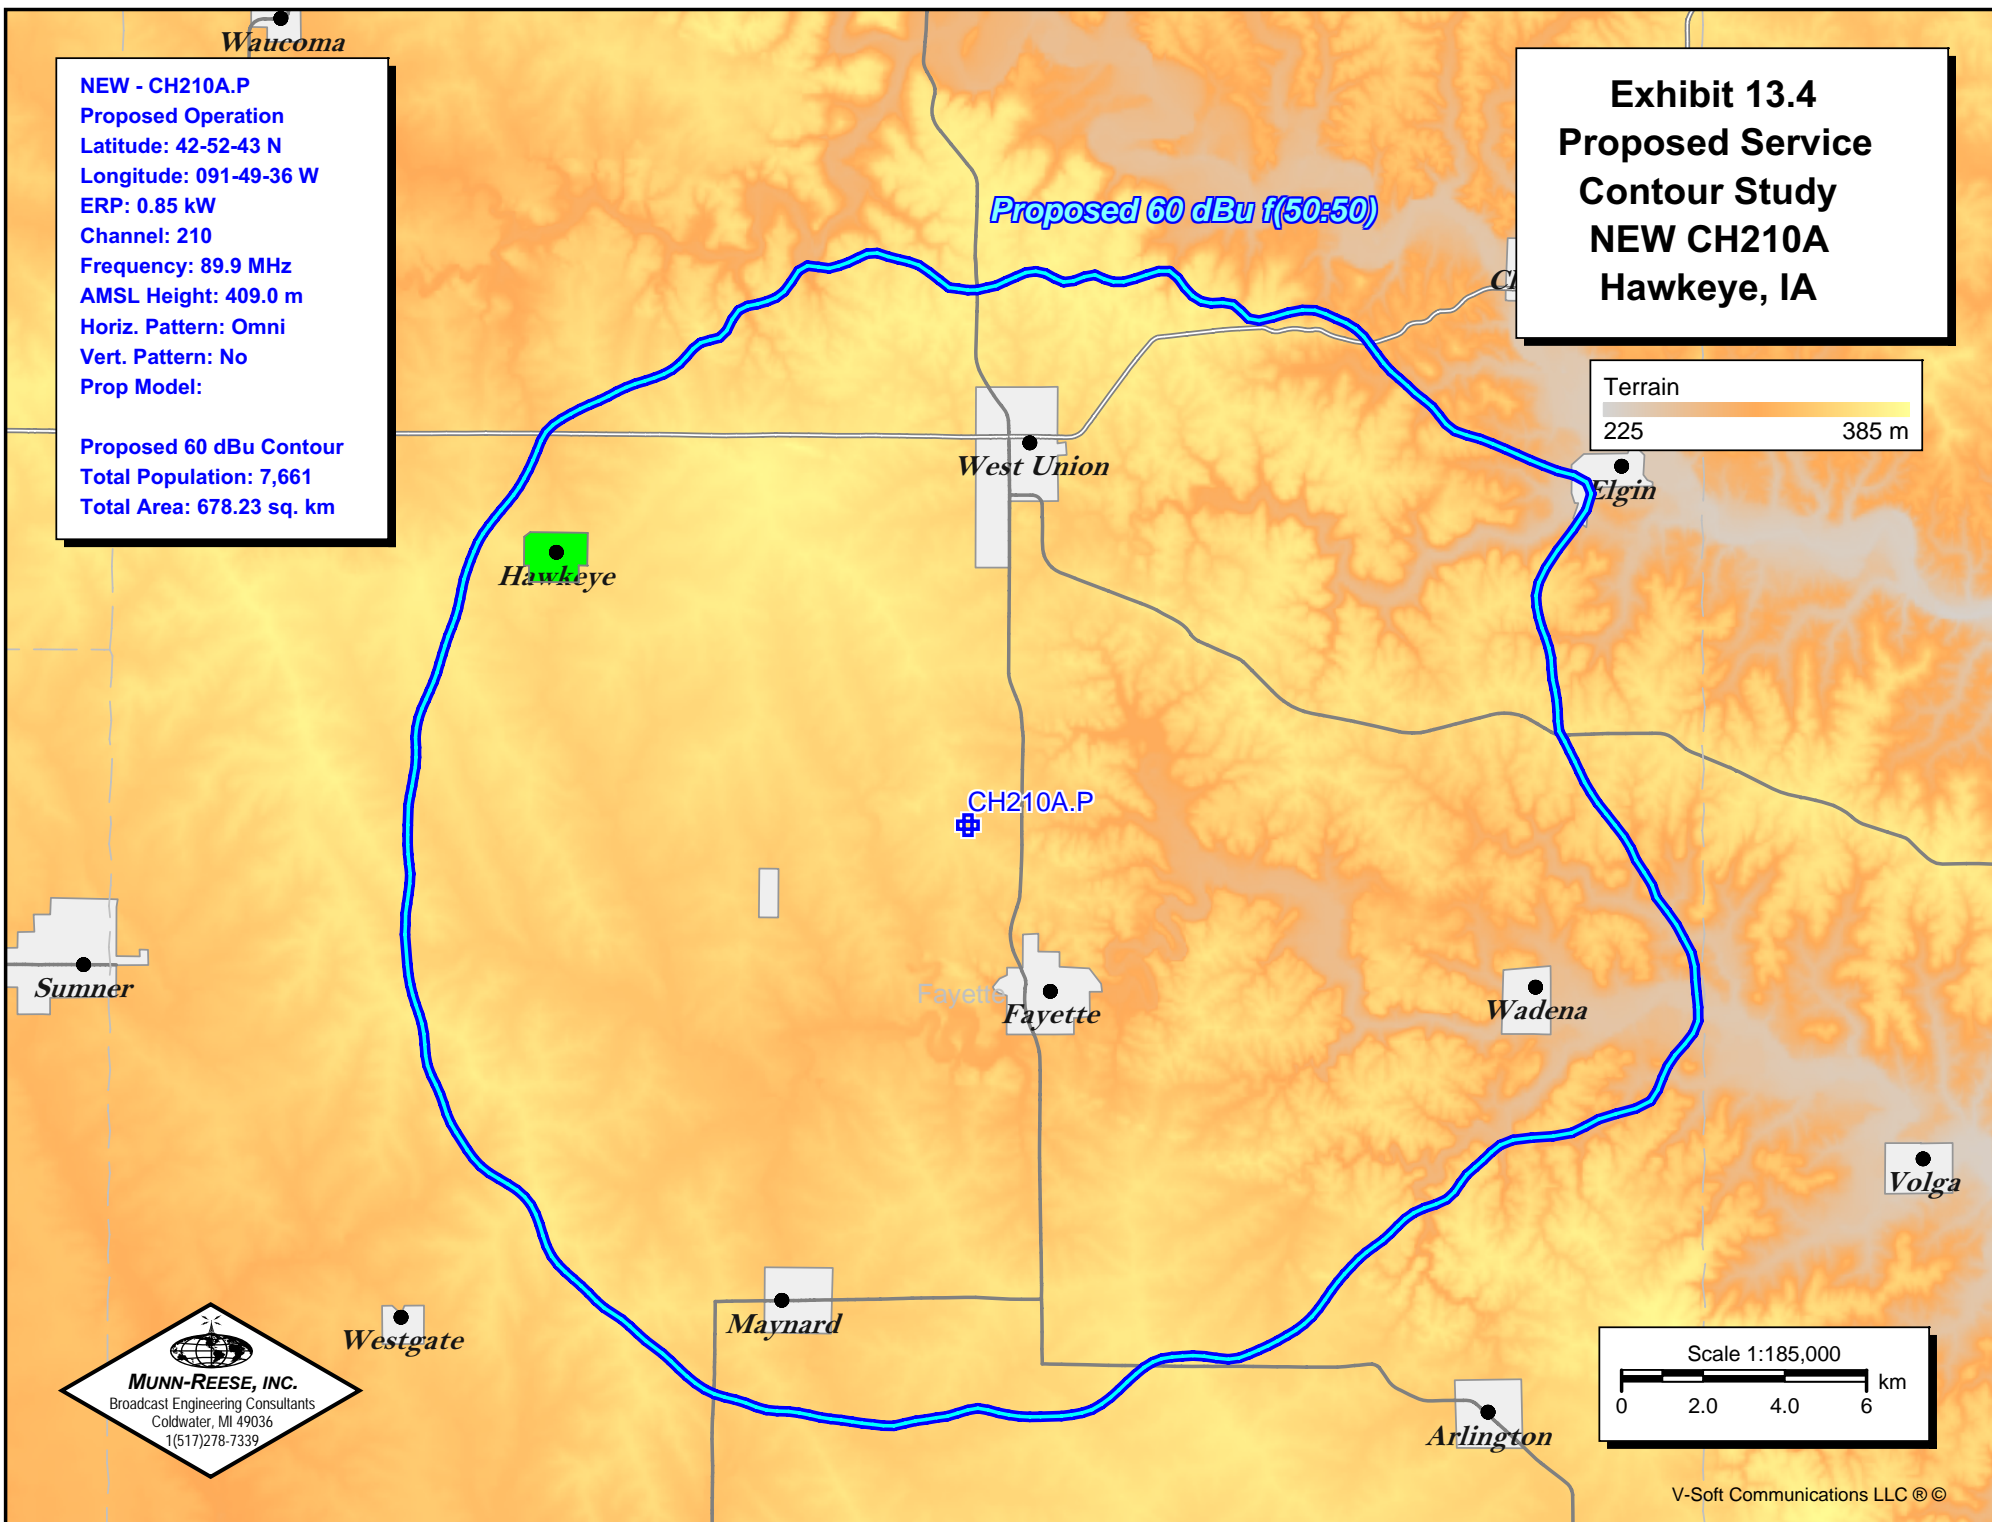 Waucoma
NEW - CH210A.P
Proposed Operation
Latitude: 42-52-43 N
Longitude: 091-49-36 W
ERP: 0.85 kW
Channel: 210
Frequency: 89.9 MHz
AMSL Height: 409.0 m
Horiz. Pattern: Omni
Vert. Pattern: No
Prop Model:
Proposed 60 dBu Contour
Total Population: 7,661
Total Area: 678.23 sq. km
Exhibit 13.4
Proposed Service
Contour Study
NEW CH210A
Hawkeye, IA
Proposed 60 dBu f(50:50)
Terrain
225 385 m
West Union
Elgin
Hawkeye
CH210A.P
Sumner
Fayette
Fayette
Wadena
Volga
Maynard
Westgate
Arlington
MUNN-REESE, INC.
Broadcast Engineering Consultants
Coldwater, MI 49036
1(517)278-7339
Scale 1:185,000
km
0 2.0 4.0 6
V-Soft Communications LLC ® ©